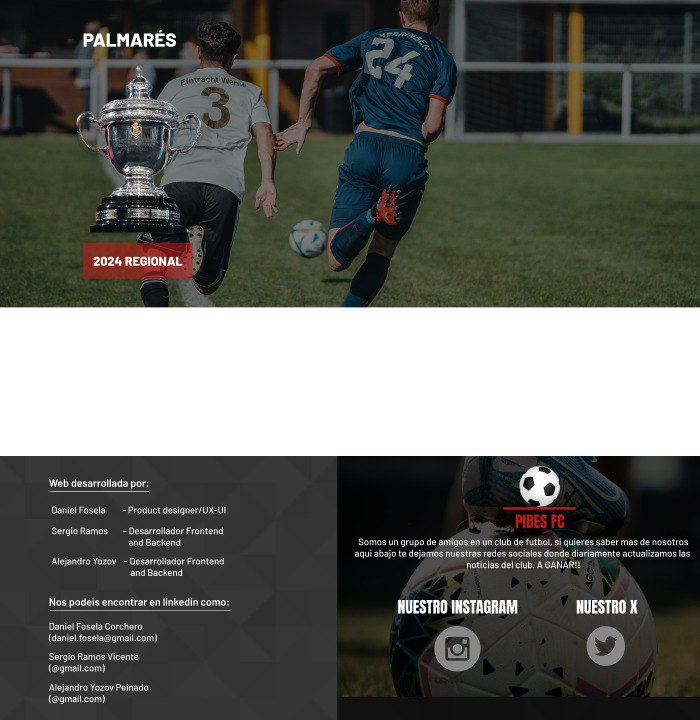 PALMARÉS
HERRINGEN
24
Eintracht Werne
3
2024 REGIONAL
Web desarrollada por:
Daniel Fosela - Product designer/UX-UI
Sergio Ramos - Desarrollador Frontend
and Backend
Alejandro Yozov - Desarrollador Frontend
and Backend
Nos podeis encontrar en linkedin como:
Daniel Fosela Corchero
(daniel.fosela@gmail.com)
Sergio Ramos Vicente
(@gmail.com)
Alejandro Yozov Peinado
(@gmail.com)
PIBES FC
Somos un grupo de amigos en un club de futbol, si quieres saber mas de nosotros
aqui abajo te dejamos nuestras redes sociales donde diariamente actualizamos las
noticias del club. A GANAR!!
NUESTRO INSTAGRAM
NUESTRO X